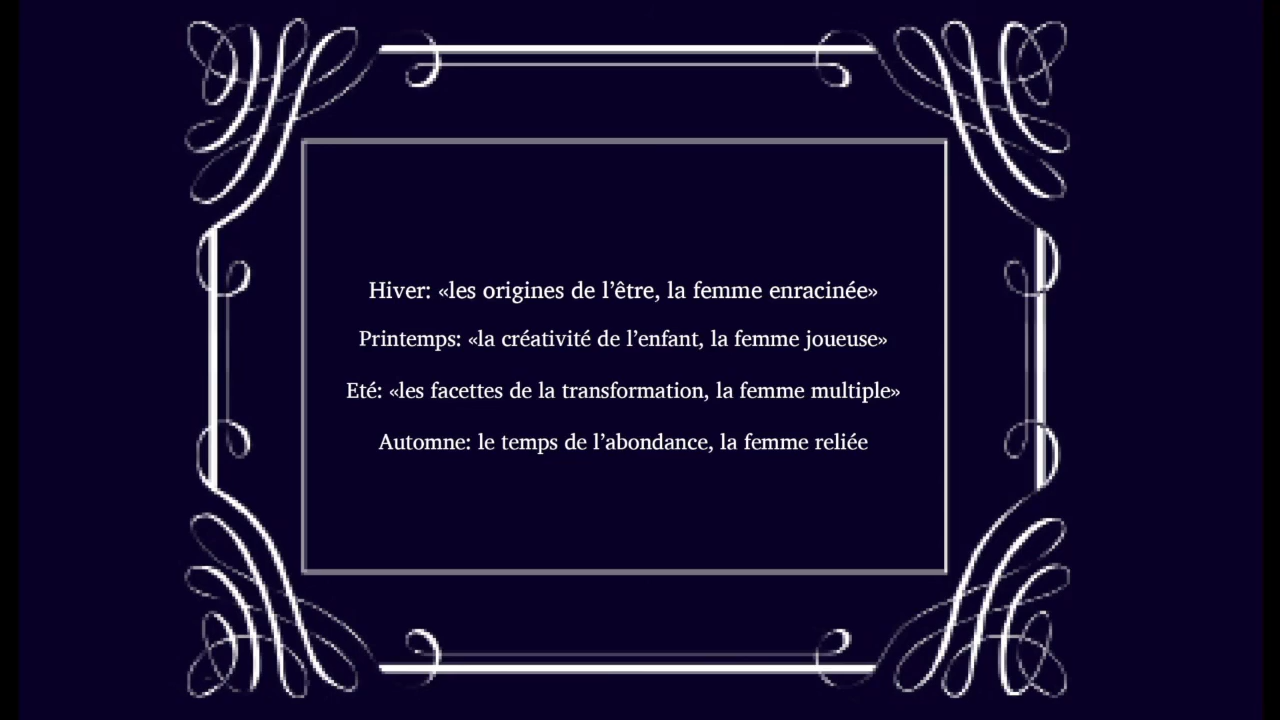 Hiver: «les origines de l’être, la femme enracinée»
Printemps: «la créativité de l’enfant, la femme joueuse»
Eté: «les facettes de la transformation, la femme multiple»
Automne: le temps de l’abondance, la femme reliée